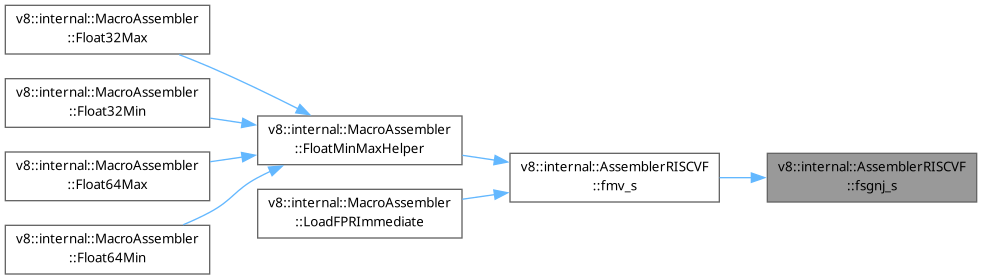 v8::internal::MacroAssembler
::Float32Max
v8::internal::MacroAssembler
::Float32Min
v8::internal::MacroAssembler
::Float64Max
v8::internal::MacroAssembler
::Float64Min
v8::internal::MacroAssembler
::FloatMinMaxHelper
v8::internal::MacroAssembler
::LoadFPRImmediate
v8::internal::AssemblerRISCVF
::fmv_s
v8::internal::AssemblerRISCVF
::fsgnj_s